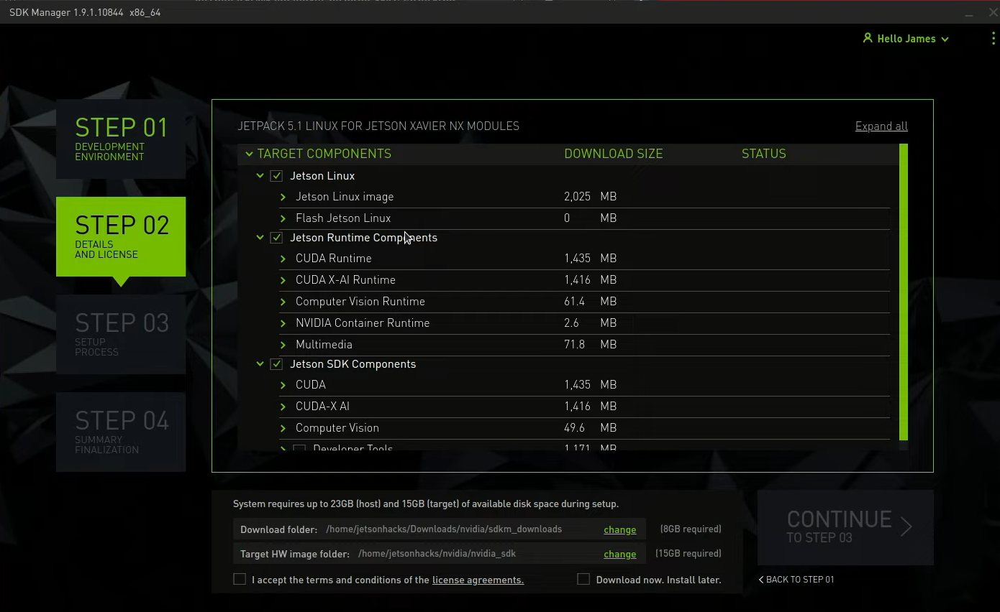 SDK Manager 1.9.1.10844 x86_64
Hello James
STEP 01
DEVELOPMENT
ENVIRONMENT
STEP 02
DETAILS
AND LICENSE
STEP 03
SETUP
PROCESS
STEP 04
SUMMARY
FINALIZATION
JETPACK 5.1 LINUX FOR JETSON XAVIER NX MODULES Expand all
TARGET COMPONENTS DOWNLOAD SIZE STATUS
Jetson Linux
Jetson Linux image 2,025 MB
Flash Jetson Linux 0 MB
Jetson Runtime Components
CUDA Runtime 1,435 MB
CUDA X-AI Runtime 1,416 MB
Computer Vision Runtime 61.4 MB
NVIDIA Container Runtime 2.6 MB
Multimedia 71.8 MB
Jetson SDK Components
CUDA 1,435 MB
CUDA-X AI 1,416 MB
Computer Vision 49.6 MB
Developer Tools 1,171 MB
System requires up to 23GB (host) and 15GB (target) of available disk space during setup.
Download folder: /home/jetsonhacks/Downloads/nvidia/sdkm_downloads change (8GB required)
Target HW image folder: /home/jetsonhacks/nvidia/nvidia_sdk change (15GB required)
I accept the terms and conditions of the license agreements. Download now. Install later.
CONTINUE
TO STEP 03
BACK TO STEP 01